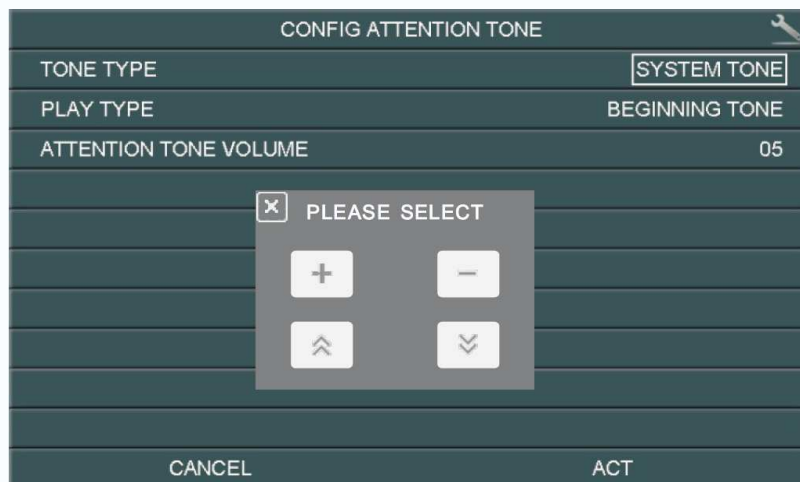 CONFIG ATTENTION TONE
TONE TYPE SYSTEM TONE
PLAY TYPE BEGINNING TONE
ATTENTION TONE VOLUME 05
PLEASE SELECT
CANCEL ACT